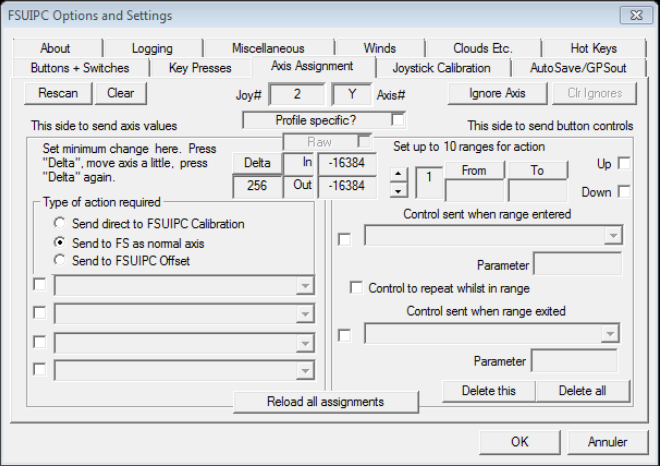 FSUIPC Options and Settings
About Logging Miscellaneous Winds Clouds Etc. Hot Keys
Buttons + Switches Key Presses Axis Assignment Joystick Calibration AutoSave/GPSout
Rescan Clear Joy# 2 Y Axis# Ignore Axis Clr Ignores
Profile specific?
This side to send axis values This side to send button controls
Set minimum change here. Press
"Delta", move axis a little, press
"Delta" again.
Raw
Delta In -16384
256 Out -16384
Set up to 10 ranges for action
1 From To Up
Down
Type of action required
Send direct to FSUIPC Calibration
Send to FS as normal axis
Send to FSUIPC Offset
Control sent when range entered
Parameter
Control to repeat whilst in range
Control sent when range exited
Parameter
Delete this Delete all
Reload all assignments
OK Annuler